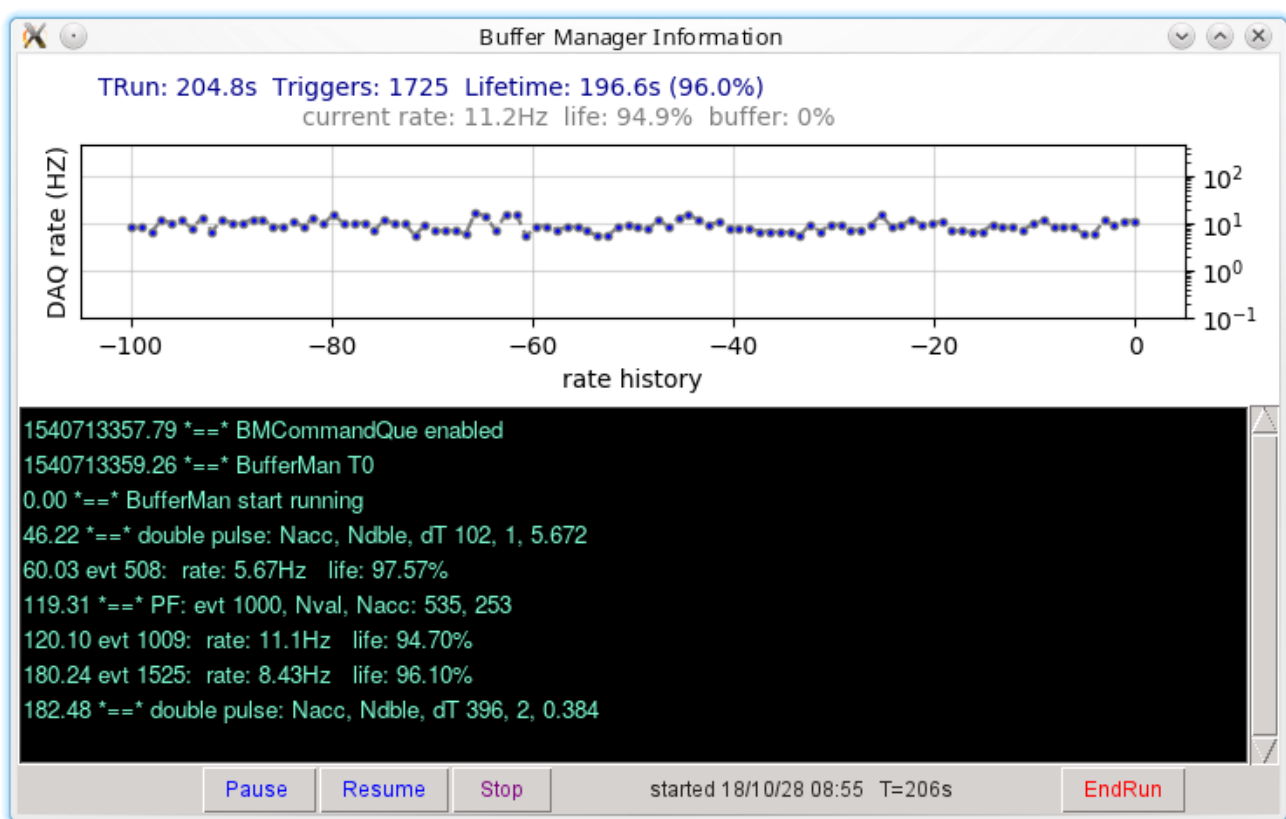 Buffer Manager Information
TRun: 204.8s  Triggers: 1725  Lifetime: 196.6s (96.0%)
current rate: 11.2Hz  life: 94.9%  buffer: 0%
DAQ rate (HZ)
10²
10¹
10⁰
10⁻¹
−100 −80 −60 −40 −20 0
rate history
1540713357.79 *==* BMCommandQue enabled
1540713359.26 *==* BufferMan T0
0.00 *==* BufferMan start running
46.22 *==* double pulse: Nacc, Ndble, dT 102, 1, 5.672
60.03 evt 508:  rate: 5.67Hz   life: 97.57%
119.31 *==* PF: evt 1000, Nval, Nacc: 535, 253
120.10 evt 1009:  rate: 11.1Hz   life: 94.70%
180.24 evt 1525:  rate: 8.43Hz   life: 96.10%
182.48 *==* double pulse: Nacc, Ndble, dT 396, 2, 0.384
Pause Resume Stop started 18/10/28 08:55  T=206s EndRun